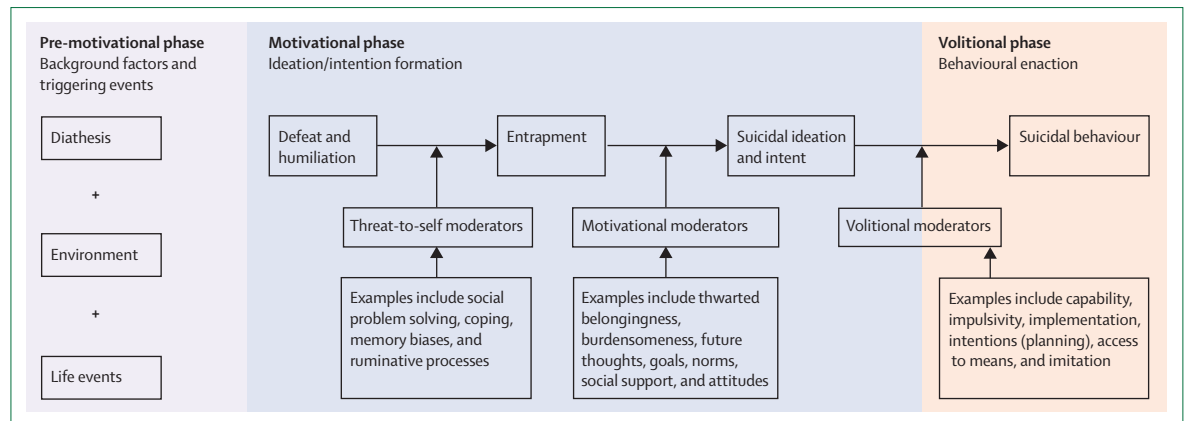 Pre-motivational phase
Background factors and
triggering events
Diathesis
+
Environment
+
Life events
Motivational phase
Ideation/intention formation
Defeat and
humiliation
Entrapment
Suicidal ideation
and intent
Threat-to-self moderators
Motivational moderators
Volitional moderators
Examples include social
problem solving, coping,
memory biases, and
ruminative processes
Examples include thwarted
belongingness,
burdensomeness, future
thoughts, goals, norms,
social support, and attitudes
Volitional phase
Behavioural enaction
Suicidal behaviour
Examples include capability,
impulsivity, implementation,
intentions (planning), access
to means, and imitation